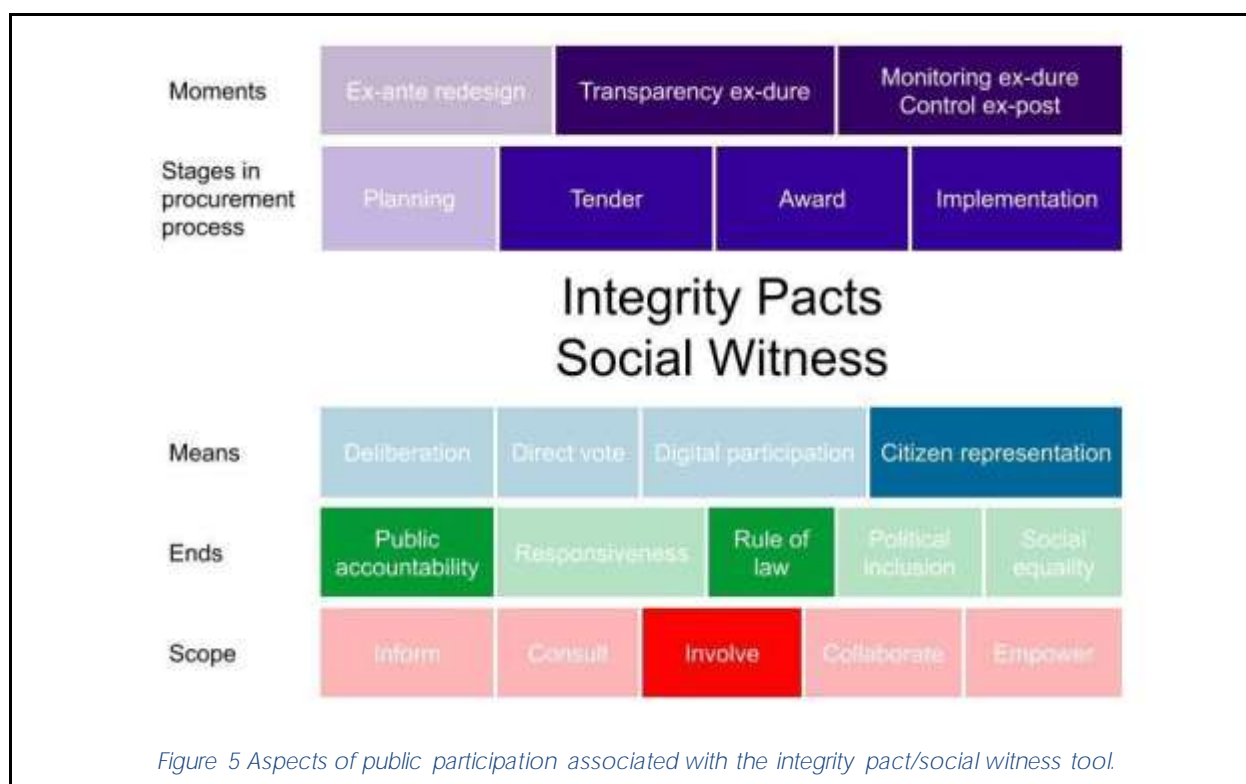 Moments
Ex-ante redesign
Transparency ex-dure
Monitoring ex-dure
Control ex-post
Stages in
procurement
process
Planning
Tender
Award
Implementation
Integrity Pacts
Social Witness
Means
Deliberation
Direct vote
Digital participation
Citizen representation
Ends
Public
accountability
Responsiveness
Rule of
law
Political
inclusion
Social
equality
Scope
Inform
Consult
Involve
Collaborate
Empower
Figure 5 Aspects of public participation associated with the integrity pact/social witness tool.